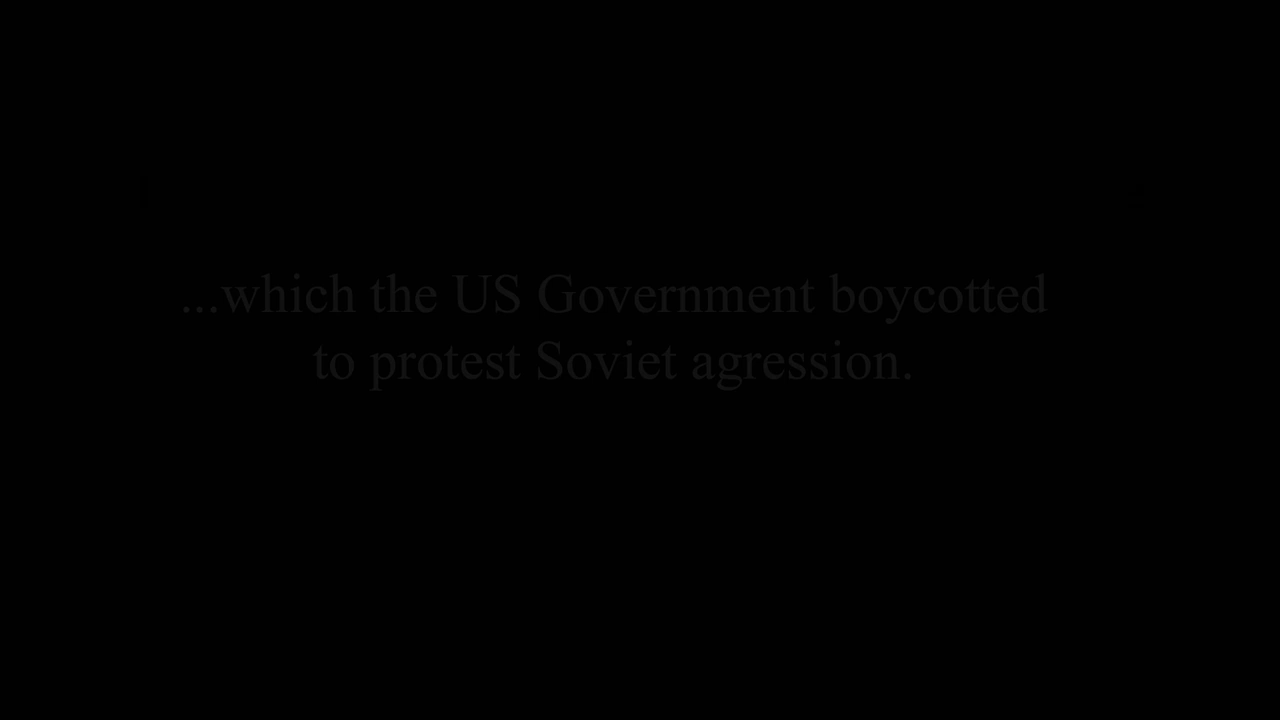 ...which the US Government boycotted
to protest Soviet agression.